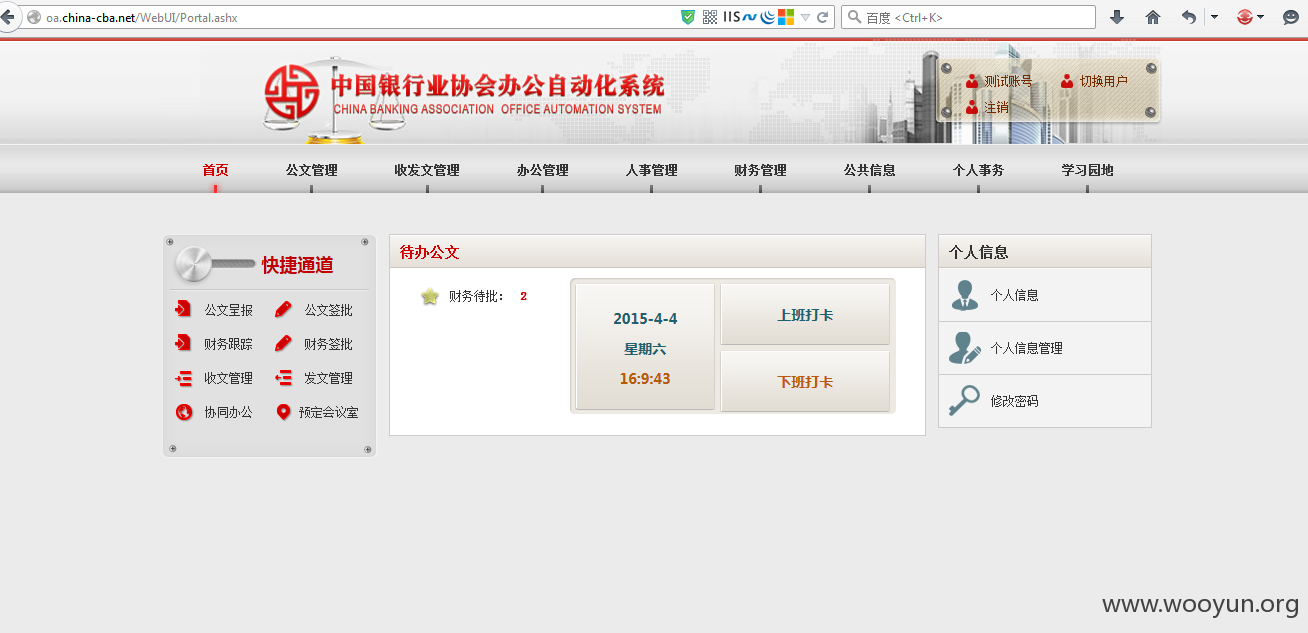 oa.china-cba.net/WebUI/Portal.ashx
IIS
百度 <Ctrl+K>
中国银行业协会办公自动化系统
CHINA BANKING ASSOCIATION OFFICE AUTOMATION SYSTEM
测试账号 切换用户
注销
首页 公文管理 收发文管理 办公管理 人事管理 财务管理 公共信息 个人事务 学习园地
快捷通道
公文呈报 公文签批
财务跟踪 财务签批
收文管理 发文管理
协同办公 预定会议室
待办公文
财务待批： 2
2015-4-4
星期六
16:9:43
上班打卡
下班打卡
个人信息
个人信息
个人信息管理
修改密码
www.wooyun.org